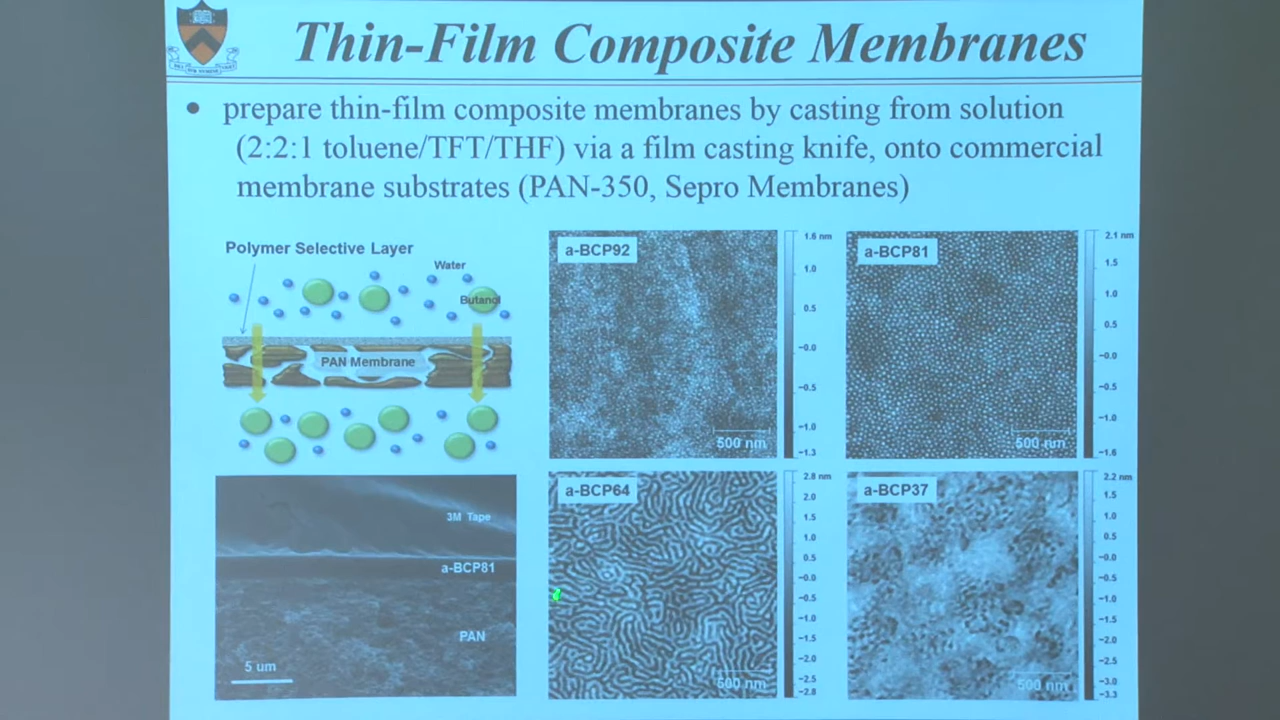 Thin-Film Composite Membranes
• prepare thin-film composite membranes by casting from solution
(2:2:1 toluene/TFT/THF) via a film casting knife, onto commercial
membrane substrates (PAN-350, Sepro Membranes)
Polymer Selective Layer
Water
Butanol
PAN Membrane
3M Tape
a-BCP81
PAN
5 um
a-BCP92
500 nm
1.6 nm
1.0
0.5
−0.0
−0.5
−1.0
−1.3
a-BCP81
500 nm
2.1 nm
1.5
1.0
0.5
−0.0
−0.5
−1.0
−1.6
a-BCP64
500 nm
2.8 nm
2.0
1.5
1.0
0.5
−0.0
−0.5
−1.0
−1.5
−2.0
−2.5
−2.8
a-BCP37
500 nm
2.2 nm
1.5
1.0
0.5
−0.0
−0.5
−1.0
−1.5
−2.0
−2.5
−3.0
−3.3